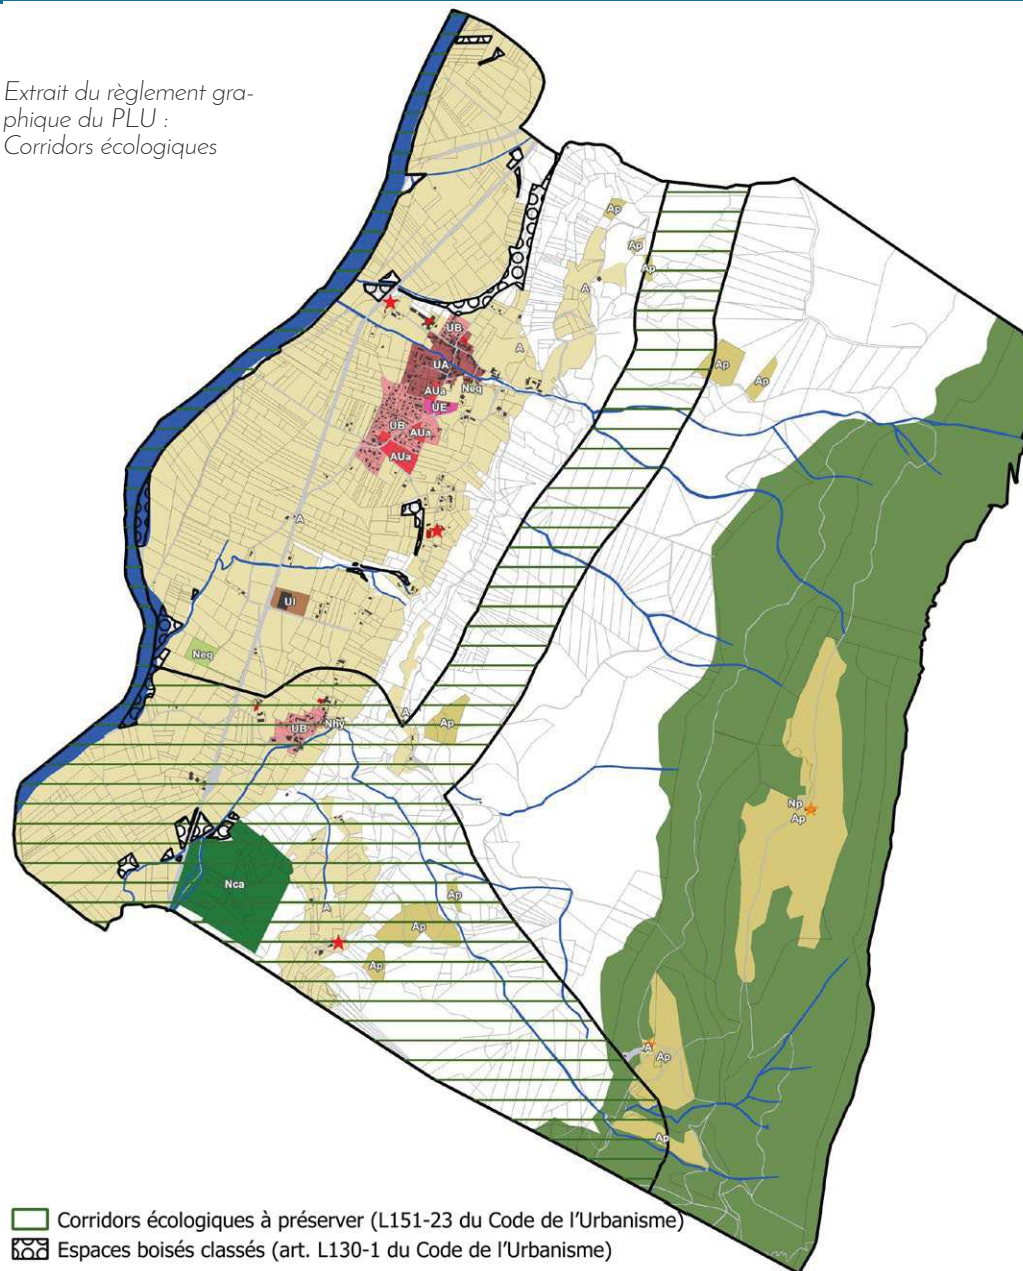 Extrait du règlement gra-
phique du PLU :
Corridors écologiques
Ap
Ap
Ap
A
UB
A
UA
Ap
Ap
AUa
Neq
UE
UB
AUa
AUa
A
UI
Neq
A
Ap
UB
Nhy
Np
Ap
Nca
Ap
A
Ap
Ap
A
Ap
Ap
Corridors écologiques à préserver (L151-23 du Code de l'Urbanisme)
Espaces boisés classés (art. L130-1 du Code de l'Urbanisme)